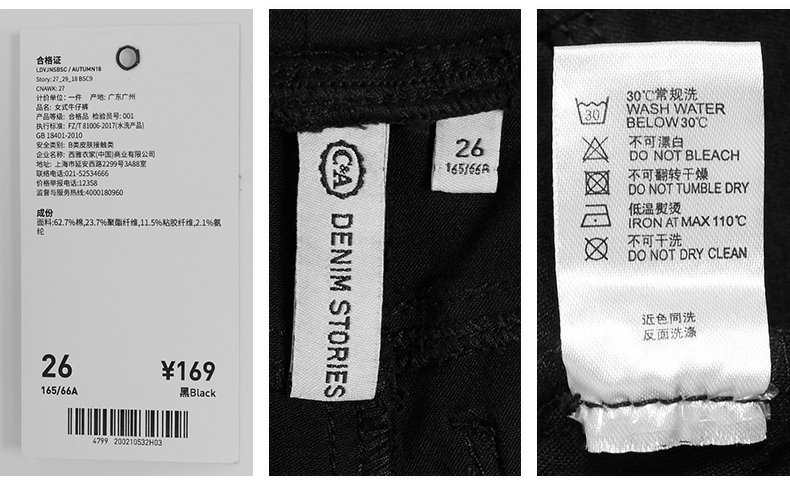 合格证
LDVJNSBSC / AUTUMN18
Story: 27_29_18 BSC9
CNAWK: 27
计价单位: 一件 产地: 广东广州
品名: 女式牛仔裤
产品等级: 合格品 检验员号: 001
执行标准: FZ/T 81006-2017(水洗产品)
GB 18401-2010
安全类别: B类皮肤接触类
企业名称: 西雅衣家(中国)商业有限公司
地址: 上海市延安西路2299号3A88室
联络电话:021-52534666
价格举报电话:12358
监督与服务热线:4000180960
成份
面料:62.7%棉,23.7%聚酯纤维,11.5%粘胶纤维,2.1%氨
纶
26
165/66A
¥169
黑Black
4799 200210532H03
C&A
DENIM STORIES
26
165/66A
30
30℃常规洗
WASH WATER
BELOW 30℃
不可漂白
DO NOT BLEACH
不可翻转干燥
DO NOT TUMBLE DRY
低温熨烫
IRON AT MAX 110℃
不可干洗
DO NOT DRY CLEAN
近色同洗
反面洗涤